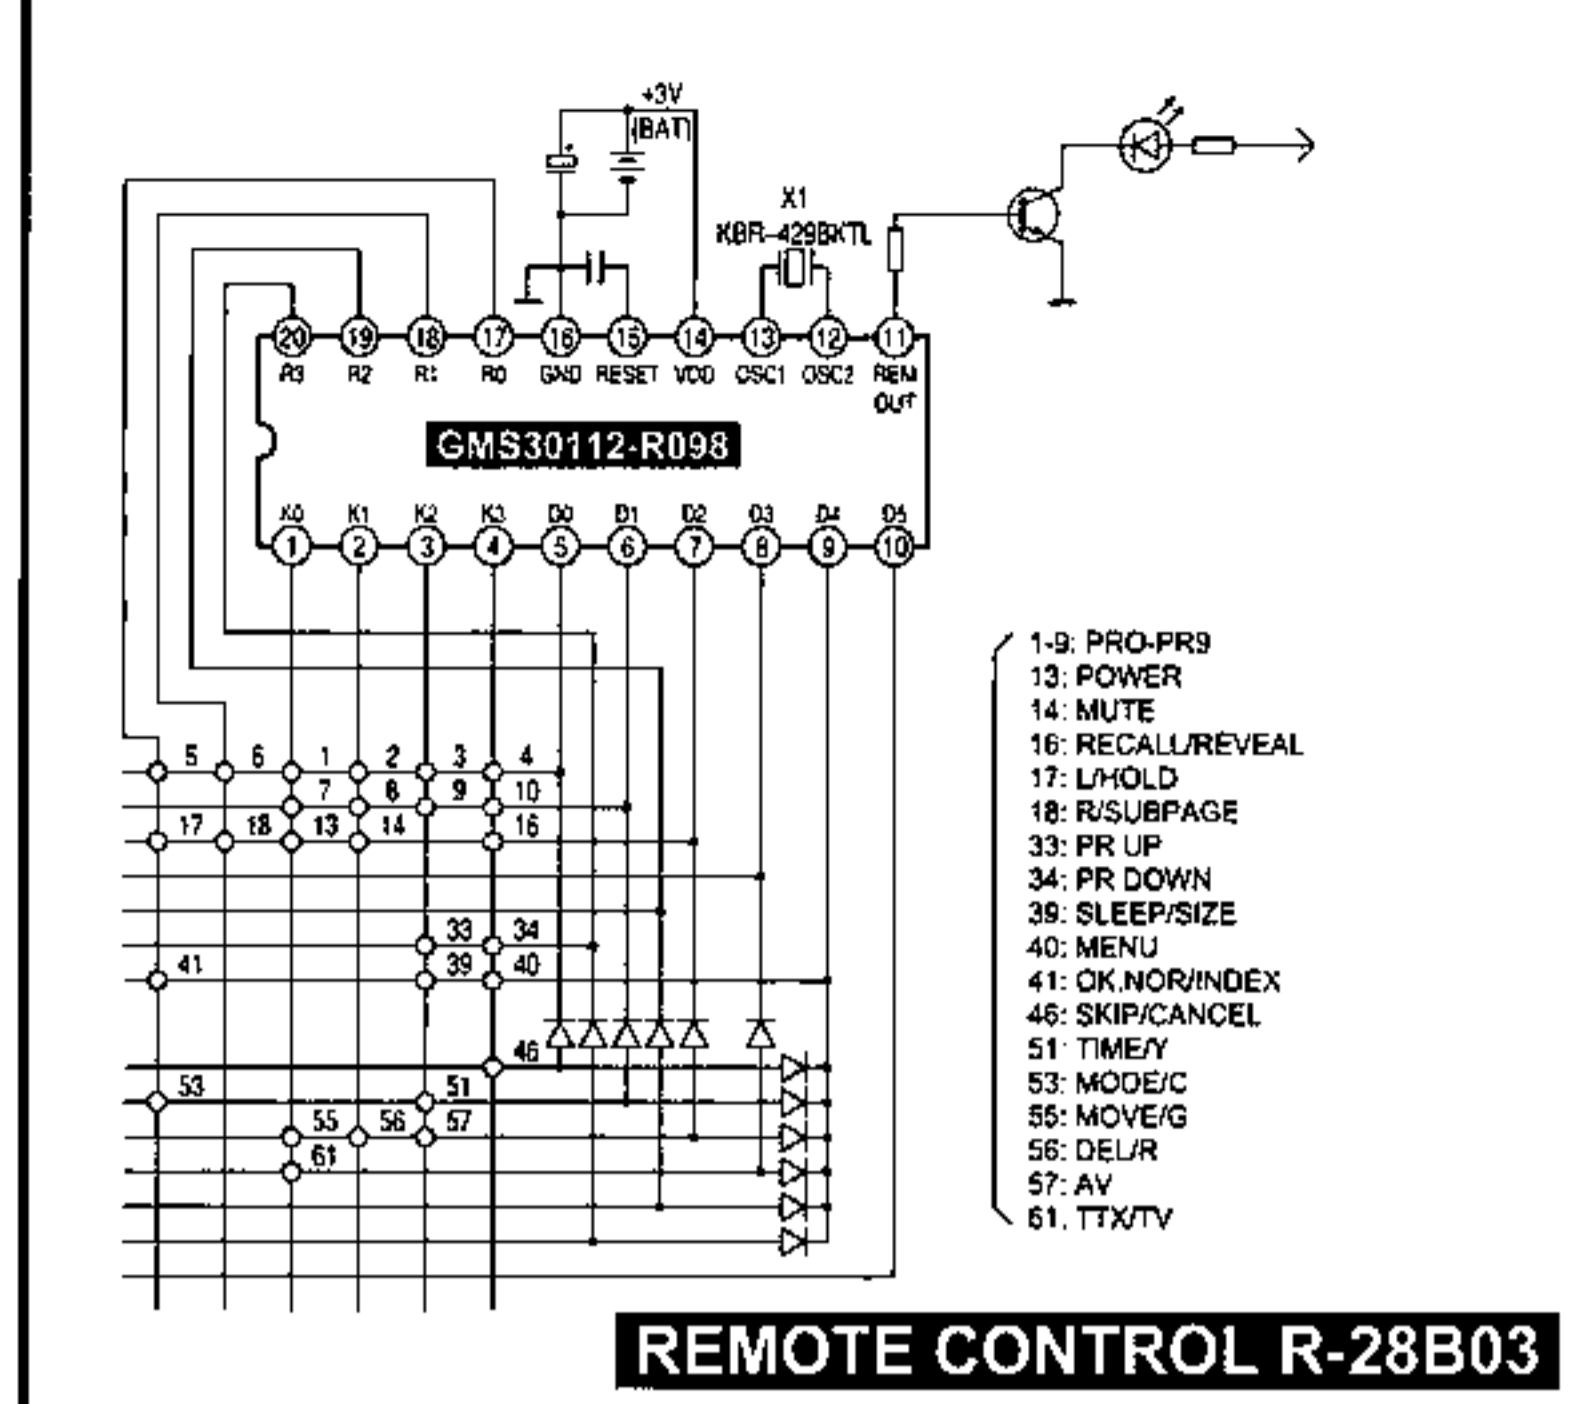 +3V
(BAT)
X1
KBR-429BKTL
20 19 18 17 16 15 14 13 12 11
R3 R2 R1 R0 GND RESET VDD OSC1 OSC2 REM
OUT
GMS30112-R098
K0 K1 K2 K3 D0 D1 D2 D3 D4 D5
1 2 3 4 5 6 7 8 9 10
5 6 1 2 3 4
7 8 9 10
17 18 13 14 16
33 34
41 39 40
46
53 51
55 56 57
61
1-9: PRO-PR9
13: POWER
14: MUTE
16: RECALL/REVEAL
17: L/HOLD
18: R/SUBPAGE
33: PR UP
34: PR DOWN
39: SLEEP/SIZE
40: MENU
41: OK.NOR/INDEX
46: SKIP/CANCEL
51: TIME/Y
53: MODE/C
55: MOVE/G
56: DEL/R
57: AV
61. TTX/TV
REMOTE CONTROL R-28B03